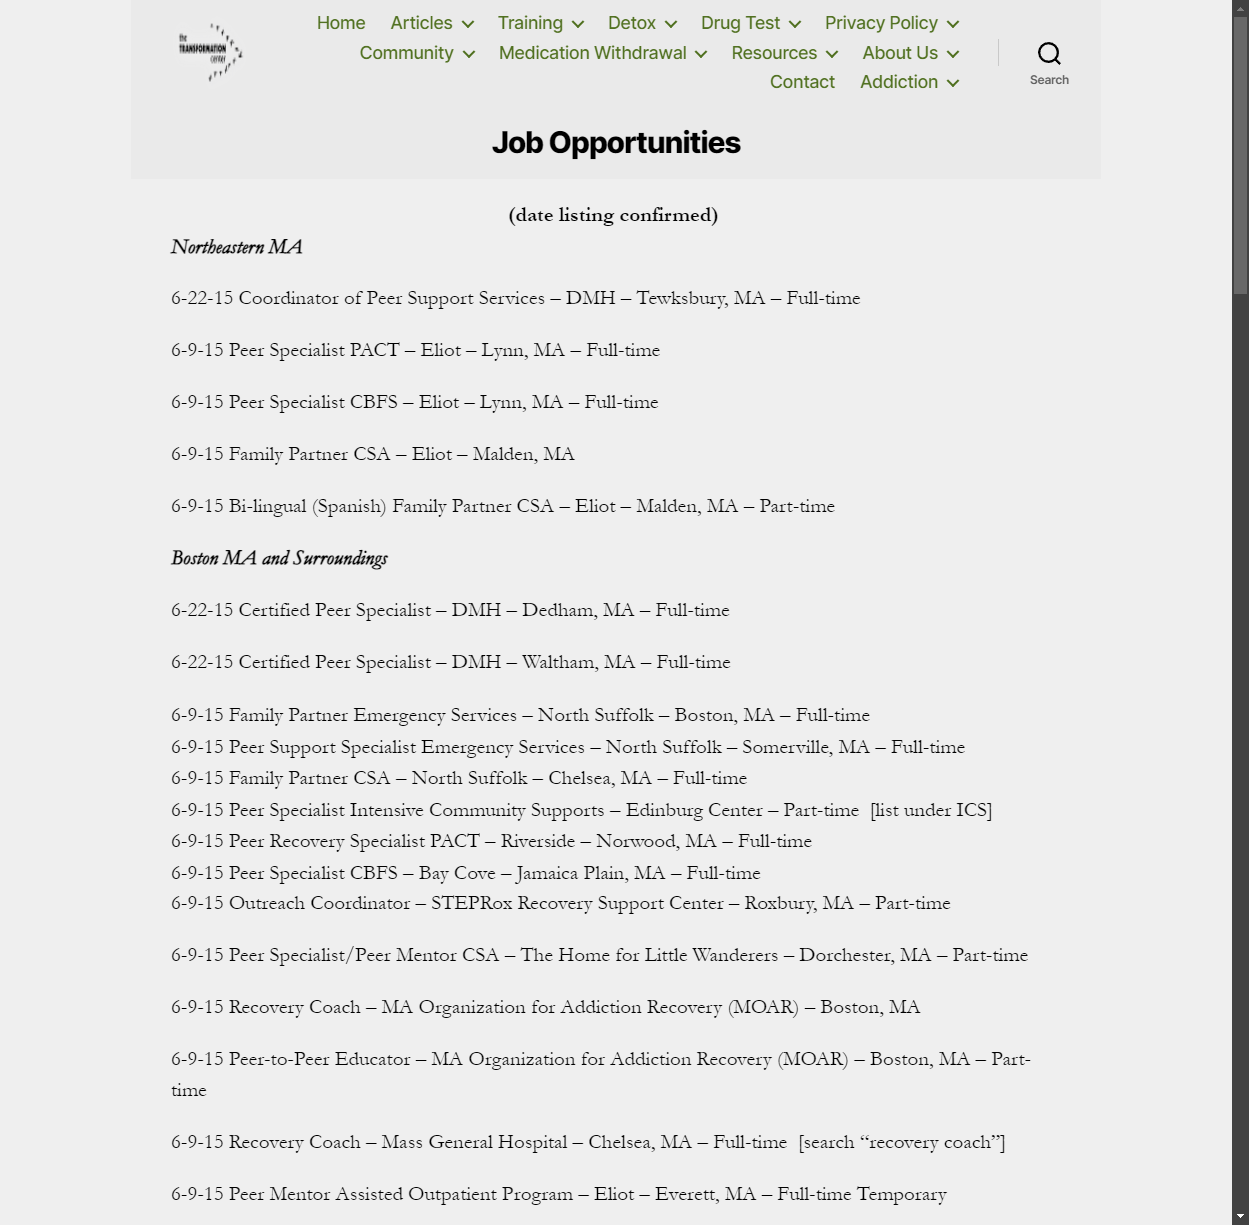 the
TRANSFORMATION
center
Home Articles Training Detox Drug Test Privacy Policy
Community Medication Withdrawal Resources About Us
Contact Addiction
Search
Job Opportunities
(date listing confirmed)
Northeastern MA
6-22-15 Coordinator of Peer Support Services – DMH – Tewksbury, MA – Full-time
6-9-15 Peer Specialist PACT – Eliot – Lynn, MA – Full-time
6-9-15 Peer Specialist CBFS – Eliot – Lynn, MA – Full-time
6-9-15 Family Partner CSA – Eliot – Malden, MA
6-9-15 Bi-lingual (Spanish) Family Partner CSA – Eliot – Malden, MA – Part-time
Boston MA and Surroundings
6-22-15 Certified Peer Specialist – DMH – Dedham, MA – Full-time
6-22-15 Certified Peer Specialist – DMH – Waltham, MA – Full-time
6-9-15 Family Partner Emergency Services – North Suffolk – Boston, MA – Full-time
6-9-15 Peer Support Specialist Emergency Services – North Suffolk – Somerville, MA – Full-time
6-9-15 Family Partner CSA – North Suffolk – Chelsea, MA – Full-time
6-9-15 Peer Specialist Intensive Community Supports – Edinburg Center – Part-time  [list under ICS]
6-9-15 Peer Recovery Specialist PACT – Riverside – Norwood, MA – Full-time
6-9-15 Peer Specialist CBFS – Bay Cove – Jamaica Plain, MA – Full-time
6-9-15 Outreach Coordinator – STEPRox Recovery Support Center – Roxbury, MA – Part-time
6-9-15 Peer Specialist/Peer Mentor CSA – The Home for Little Wanderers – Dorchester, MA – Part-time
6-9-15 Recovery Coach – MA Organization for Addiction Recovery (MOAR) – Boston, MA
6-9-15 Peer-to-Peer Educator – MA Organization for Addiction Recovery (MOAR) – Boston, MA – Part-
time
6-9-15 Recovery Coach – Mass General Hospital – Chelsea, MA – Full-time  [search “recovery coach”]
6-9-15 Peer Mentor Assisted Outpatient Program – Eliot – Everett, MA – Full-time Temporary